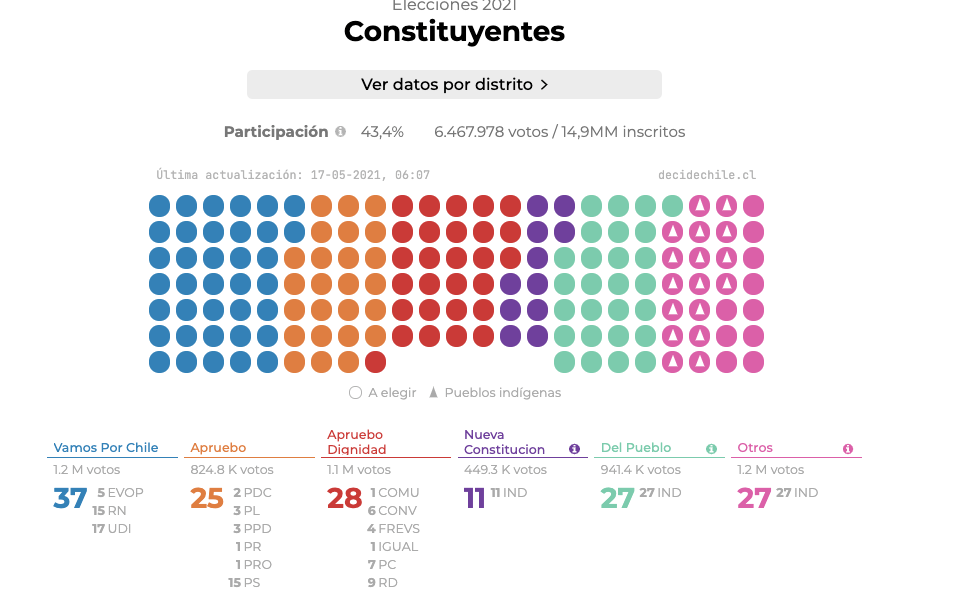 Elecciones 2021
Constituyentes
Ver datos por distrito >
Participación 43,4% 6.467.978 votos / 14,9MM inscritos
Última actualización: 17-05-2021, 06:07 decidechile.cl
A elegir Pueblos indígenas
Vamos Por Chile
1.2 M votos
37
5 EVOP
15 RN
17 UDI
Apruebo
824.8 K votos
25
2 PDC
3 PL
3 PPD
1 PR
1 PRO
15 PS
Apruebo
Dignidad
1.1 M votos
28
1 COMU
6 CONV
4 FREVS
1 IGUAL
7 PC
9 RD
Nueva
Constitucion
449.3 K votos
11
11 IND
Del Pueblo
941.4 K votos
27
27 IND
Otros
1.2 M votos
27
27 IND